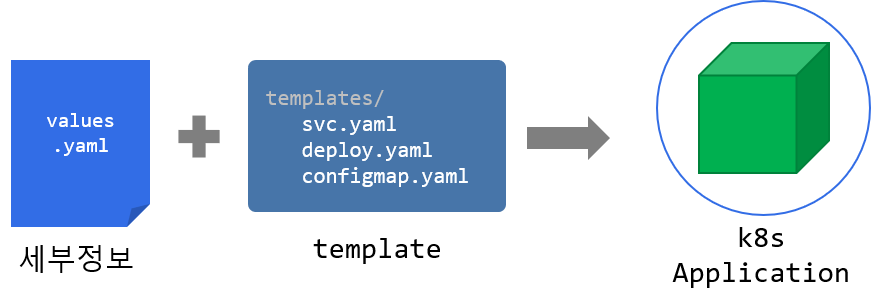 values
.yaml
세부정보
templates/
svc.yaml
deploy.yaml
configmap.yaml
template
k8s
Application